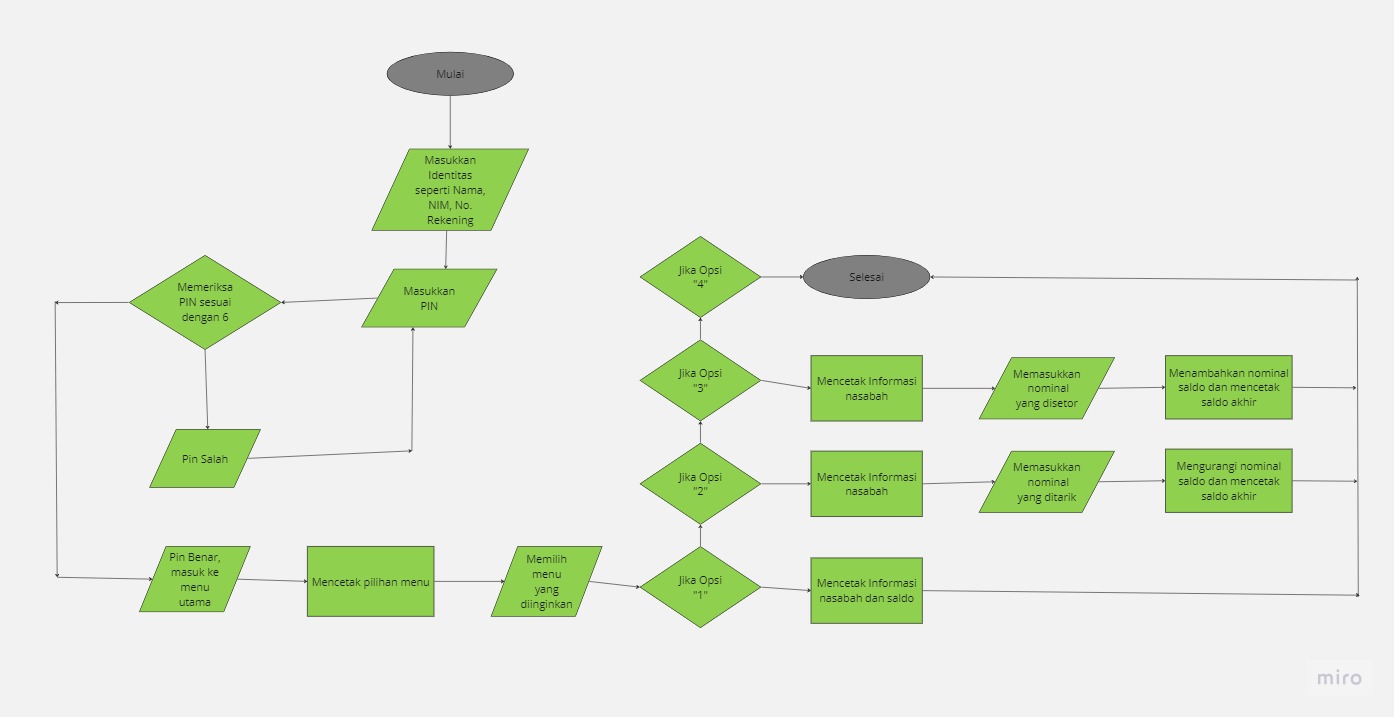 Mulai
Masukkan
Identitas
seperti Nama,
NIM, No.
Rekening
Masukkan
PIN
Memeriksa
PIN sesuai
dengan 6
Pin Salah
Pin Benar,
masuk ke
menu
utama
Mencetak pilihan menu
Memilih
menu
yang
diinginkan
Jika Opsi
"1"
Mencetak Informasi
nasabah dan saldo
Jika Opsi
"2"
Mencetak Informasi
nasabah
Memasukkan
nominal
yang ditarik
Mengurangi nominal
saldo dan mencetak
saldo akhir
Jika Opsi
"3"
Mencetak Informasi
nasabah
Memasukkan
nominal
yang disetor
Menambahkan nominal
saldo dan mencetak
saldo akhir
Jika Opsi
"4"
Selesai
miro